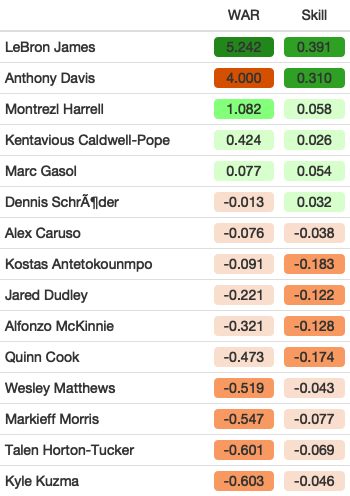 WAR Skill
LeBron James 5.242 0.391
Anthony Davis 4.000 0.310
Montrezl Harrell 1.082 0.058
Kentavious Caldwell-Pope 0.424 0.026
Marc Gasol 0.077 0.054
Dennis SchrÃ¶der -0.013 0.032
Alex Caruso -0.076 -0.038
Kostas Antetokounmpo -0.091 -0.183
Jared Dudley -0.221 -0.122
Alfonzo McKinnie -0.321 -0.128
Quinn Cook -0.473 -0.174
Wesley Matthews -0.519 -0.043
Markieff Morris -0.547 -0.077
Talen Horton-Tucker -0.601 -0.069
Kyle Kuzma -0.603 -0.046